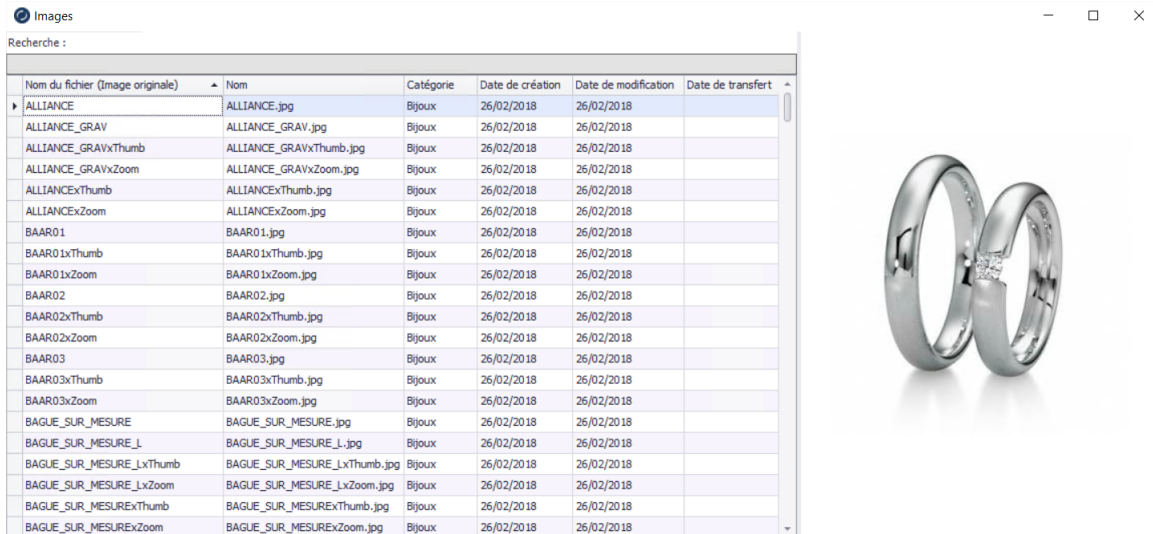 Images
Recherche :
Nom du fichier (Image originale) Nom Catégorie Date de création Date de modification Date de transfert
ALLIANCE ALLIANCE.jpg Bijoux 26/02/2018 26/02/2018
ALLIANCE_GRAV ALLIANCE_GRAV.jpg Bijoux 26/02/2018 26/02/2018
ALLIANCE_GRAVxThumb ALLIANCE_GRAVxThumb.jpg Bijoux 26/02/2018 26/02/2018
ALLIANCE_GRAVxZoom ALLIANCE_GRAVxZoom.jpg Bijoux 26/02/2018 26/02/2018
ALLIANCExThumb ALLIANCExThumb.jpg Bijoux 26/02/2018 26/02/2018
ALLIANCExZoom ALLIANCExZoom.jpg Bijoux 26/02/2018 26/02/2018
BAAR01 BAAR01.jpg Bijoux 26/02/2018 26/02/2018
BAAR01xThumb BAAR01xThumb.jpg Bijoux 26/02/2018 26/02/2018
BAAR01xZoom BAAR01xZoom.jpg Bijoux 26/02/2018 26/02/2018
BAAR02 BAAR02.jpg Bijoux 26/02/2018 26/02/2018
BAAR02xThumb BAAR02xThumb.jpg Bijoux 26/02/2018 26/02/2018
BAAR02xZoom BAAR02xZoom.jpg Bijoux 26/02/2018 26/02/2018
BAAR03 BAAR03.jpg Bijoux 26/02/2018 26/02/2018
BAAR03xThumb BAAR03xThumb.jpg Bijoux 26/02/2018 26/02/2018
BAAR03xZoom BAAR03xZoom.jpg Bijoux 26/02/2018 26/02/2018
BAGUE_SUR_MESURE BAGUE_SUR_MESURE.jpg Bijoux 26/02/2018 26/02/2018
BAGUE_SUR_MESURE_L BAGUE_SUR_MESURE_L.jpg Bijoux 26/02/2018 26/02/2018
BAGUE_SUR_MESURE_LxThumb BAGUE_SUR_MESURE_LxThumb.jpg Bijoux 26/02/2018 26/02/2018
BAGUE_SUR_MESURE_LxZoom BAGUE_SUR_MESURE_LxZoom.jpg Bijoux 26/02/2018 26/02/2018
BAGUE_SUR_MESURExThumb BAGUE_SUR_MESURExThumb.jpg Bijoux 26/02/2018 26/02/2018
BAGUE_SUR_MESURExZoom BAGUE_SUR_MESURExZoom.jpg Bijoux 26/02/2018 26/02/2018